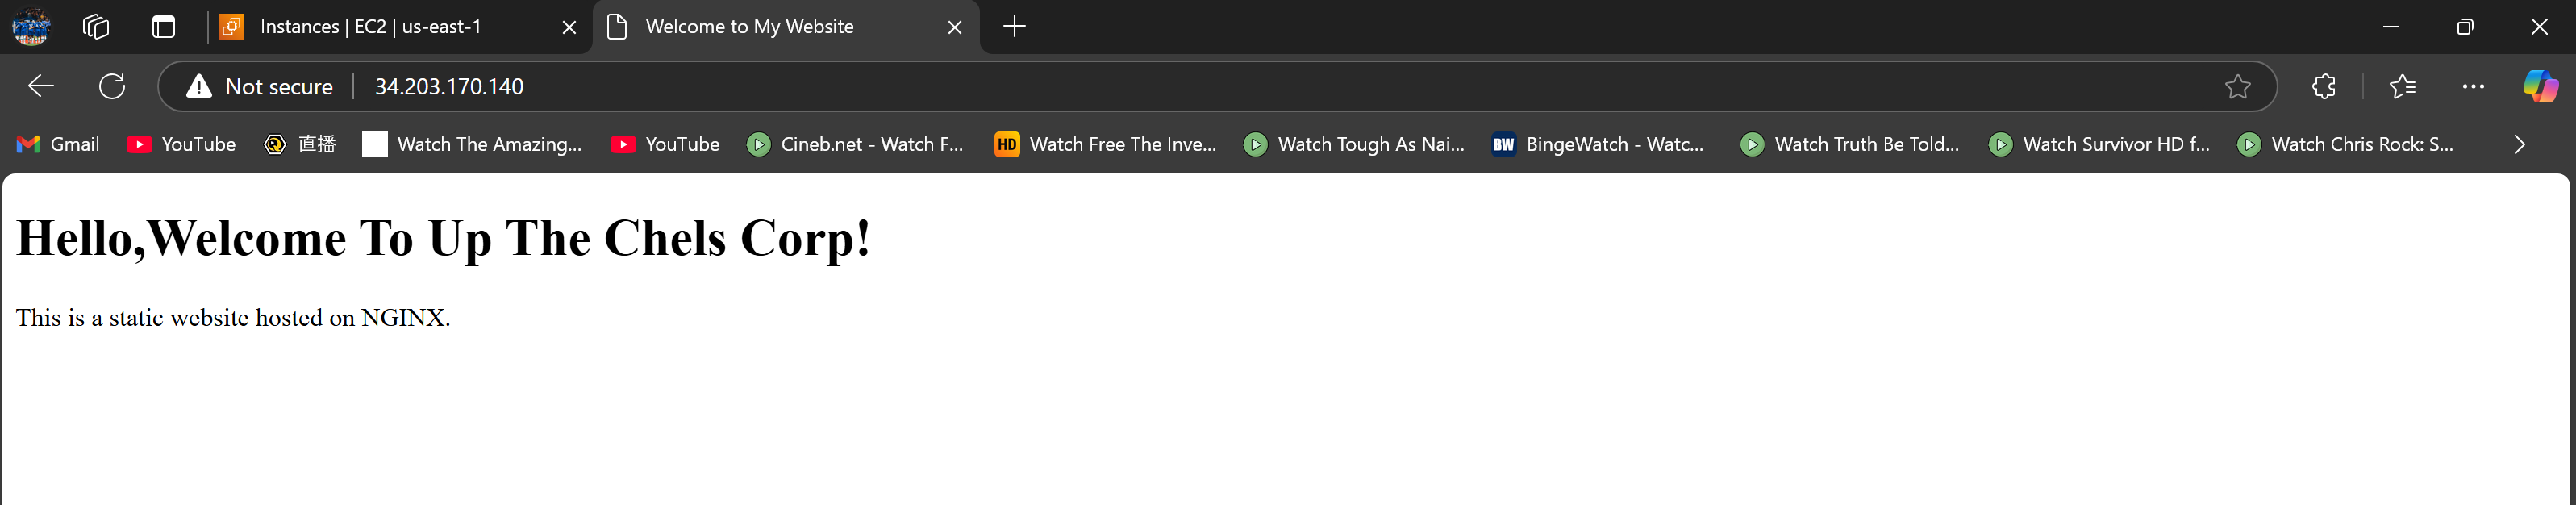 Instances | EC2 | us-east-1
Welcome to My Website
Not secure
34.203.170.140
Gmail
YouTube
直播
Watch The Amazing...
YouTube
Cineb.net - Watch F...
HD
Watch Free The Inve...
Watch Tough As Nai...
BW
BingeWatch - Watc...
Watch Truth Be Told...
Watch Survivor HD f...
Watch Chris Rock: S...
Hello,Welcome To Up The Chels Corp!
This is a static website hosted on NGINX.